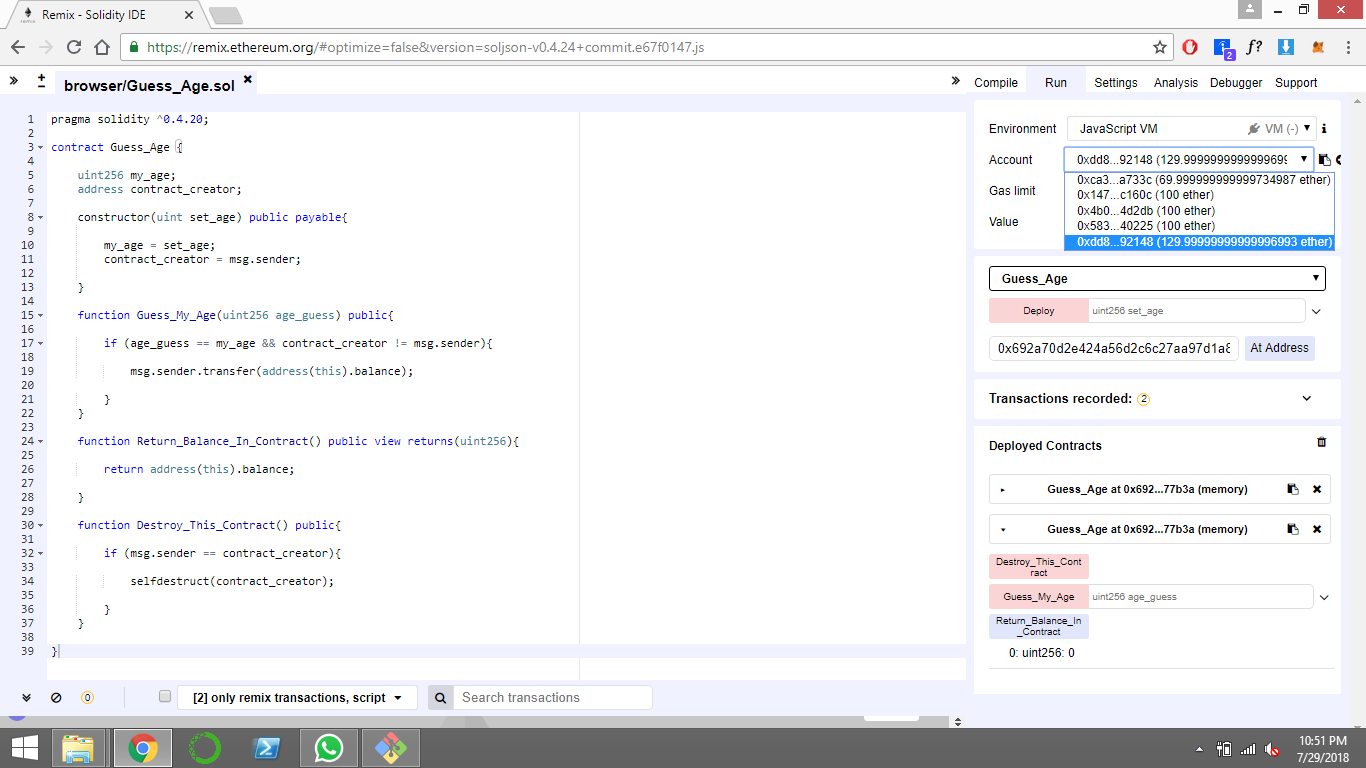 Remix - Solidity IDE
https://remix.ethereum.org/#optimize=false&version=soljson-v0.4.24+commit.e67f0147.js
f?
2
browser/Guess_Age.sol
Compile Run Settings Analysis Debugger Support
1 pragma solidity ^0.4.20;
2
3 contract Guess_Age {
4
5 uint256 my_age;
6 address contract_creator;
7
8 constructor(uint set_age) public payable{
9
10 my_age = set_age;
11 contract_creator = msg.sender;
12
13 }
14
15 function Guess_My_Age(uint256 age_guess) public{
16
17 if (age_guess == my_age && contract_creator != msg.sender){
18
19 msg.sender.transfer(address(this).balance);
20
21 }
22 }
23
24 function Return_Balance_In_Contract() public view returns(uint256){
25
26 return address(this).balance;
27
28 }
29
30 function Destroy_This_Contract() public{
31
32 if (msg.sender == contract_creator){
33
34 selfdestruct(contract_creator);
35
36 }
37 }
38
39 }
0
[2] only remix transactions, script
Search transactions
Environment JavaScript VM VM (-) i
Account 0xdd8...92148 (129.9999999999999699
0xca3...a733c (69.999999999999734987 ether)
0x147...c160c (100 ether)
Gas limit
0x4b0...4d2db (100 ether)
Value
0x583...40225 (100 ether)
0xdd8...92148 (129.99999999999996993 ether)
Guess_Age
Deploy uint256 set_age
0x692a70d2e424a56d2c6c27aa97d1a8 At Address
Transactions recorded: 2
Deployed Contracts
Guess_Age at 0x692...77b3a (memory)
Guess_Age at 0x692...77b3a (memory)
Destroy_This_Cont
ract
Guess_My_Age uint256 age_guess
Return_Balance_In
_Contract
0: uint256: 0
10:51 PM
7/29/2018